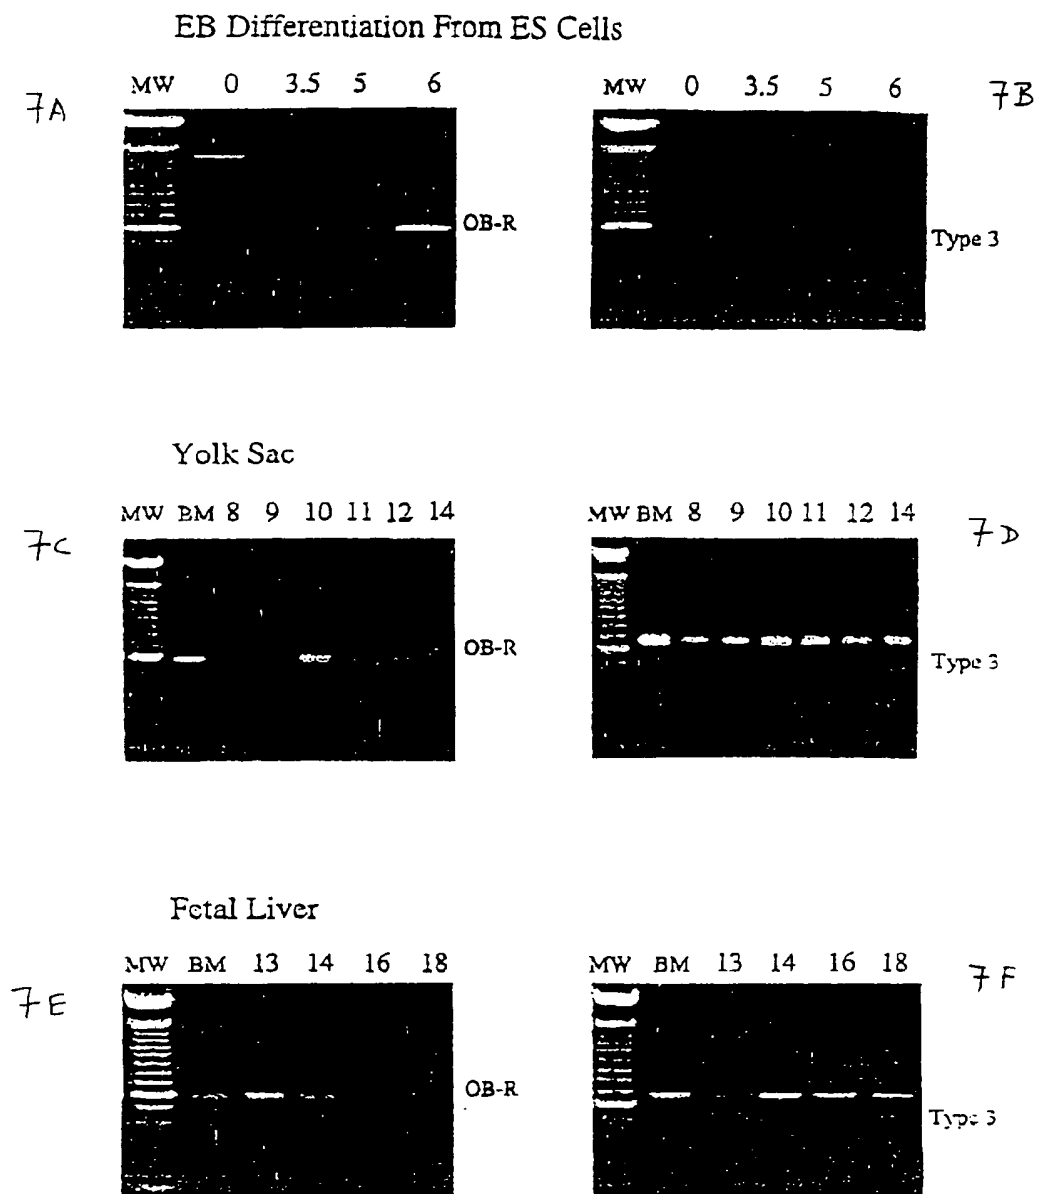 EB Differentiation From ES Cells
7A
MW 0 3.5 5 6
OB-R
MW 0 3.5 5 6
7B
Type 3
Yolk Sac
7C
MW BM 8 9 10 11 12 14
OB-R
MW BM 8 9 10 11 12 14
7D
Type 3
Fetal Liver
7E
MW BM 13 14 16 18
OB-R
MW BM 13 14 16 18
7F
Type 3